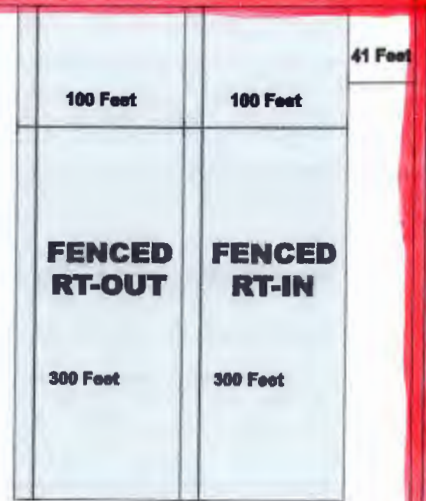 41 Feet
100 Feet
100 Feet
FENCED
RT-OUT
FENCED
RT-IN
300 Feet
300 Feet